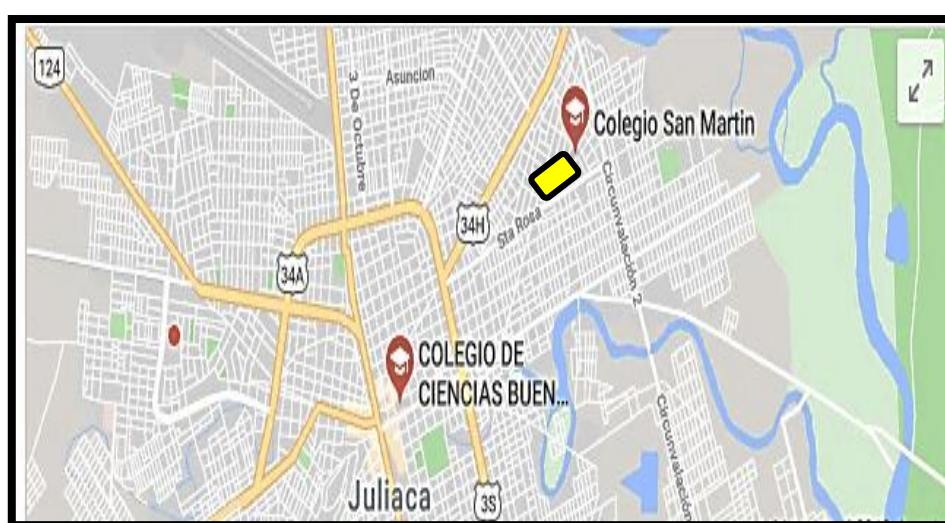 124
Asuncion
3 De Octubre
Colegio San Martin
34H
Sta Rosa
Circunvalación 2
34A
COLEGIO DE
CIENCIAS BUEN...
Circunvalación
Juliaca
3S